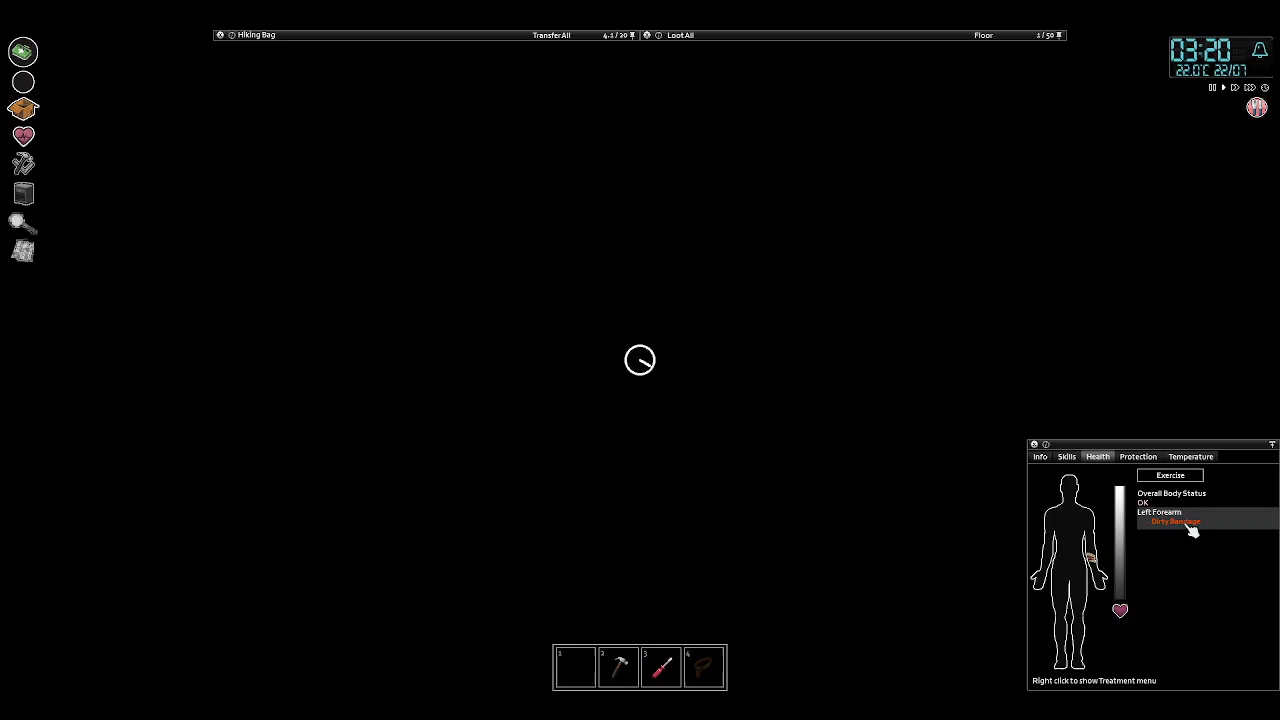 Hiking Bag Transfer All 4.1 / 20 Loot All Floor 1 / 50
03:20
22.0°C 22/07
Info Skills Health Protection Temperature
Exercise
Overall Body Status
OK
Left Forearm
Dirty Bandage
Right click to show Treatment menu
1 2 3 4